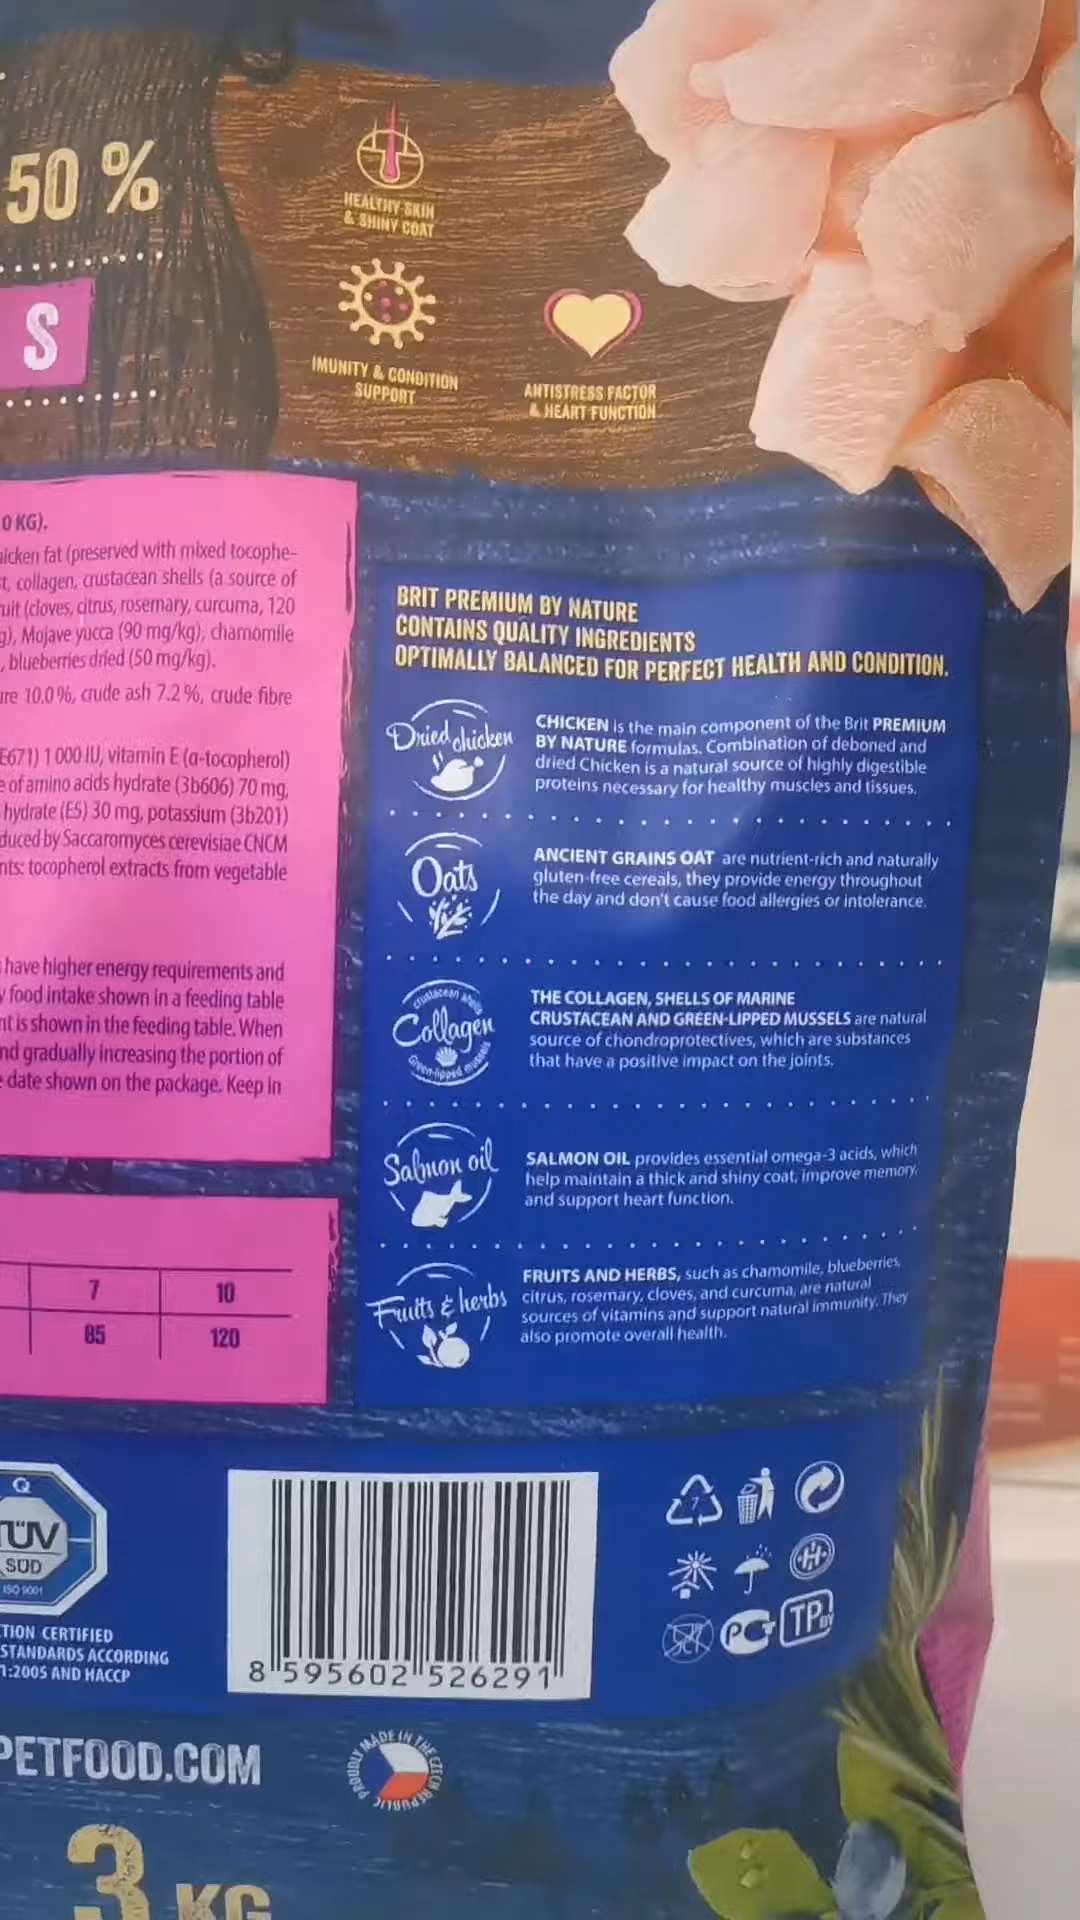 50 %
S
HEALTHY SKIN
& SHINY COAT
IMUNITY & CONDITION
SUPPORT
ANTISTRESS FACTOR
& HEART FUNCTION
0 KG).
hicken fat (preserved with mixed tocophe-
t, collagen, crustacean shells (a source of
ruit (cloves, citrus, rosemary, curcuma, 120
g), Mojave yucca (90 mg/kg), chamomile
, blueberries dried (50 mg/kg).
ure 10.0 %, crude ash 7.2 %, crude fibre
E671) 1 000 IU, vitamin E (α-tocopherol)
e of amino acids hydrate (3b606) 70 mg,
hydrate (E5) 30 mg, potassium (3b201)
duced by Saccaromyces cerevisiae CNCM
nts: tocopherol extracts from vegetable
have higher energy requirements and
y food intake shown in a feeding table
nt is shown in the feeding table. When
nd gradually increasing the portion of
e date shown on the package. Keep in
7 10
85 120
BRIT PREMIUM BY NATURE
CONTAINS QUALITY INGREDIENTS
OPTIMALLY BALANCED FOR PERFECT HEALTH AND CONDITION.
Dried chicken
CHICKEN is the main component of the Brit PREMIUM
BY NATURE formulas. Combination of deboned and
dried Chicken is a natural source of highly digestible
proteins necessary for healthy muscles and tissues.
Oats
ANCIENT GRAINS OAT are nutrient-rich and naturally
gluten-free cereals, they provide energy throughout
the day and don't cause food allergies or intolerance.
crustacean shells
Collagen
Green-lipped mussels
THE COLLAGEN, SHELLS OF MARINE
CRUSTACEAN AND GREEN-LIPPED MUSSELS are natural
source of chondroprotectives, which are substances
that have a positive impact on the joints.
Salmon oil
SALMON OIL provides essential omega-3 acids, which
help maintain a thick and shiny coat, improve memory,
and support heart function.
Fruits & herbs
FRUITS AND HERBS, such as chamomile, blueberries,
citrus, rosemary, cloves, and curcuma, are natural
sources of vitamins and support natural immunity. They
also promote overall health.
Q
TÜV
SÜD
ISO 9001
TION CERTIFIED
STANDARDS ACCORDING
1:2005 AND HACCP
8 595602 526291
7
H
PCT
TP
BY
PETFOOD.COM
PROUDLY MADE IN THE CZECH REPUBLIC
3 KG